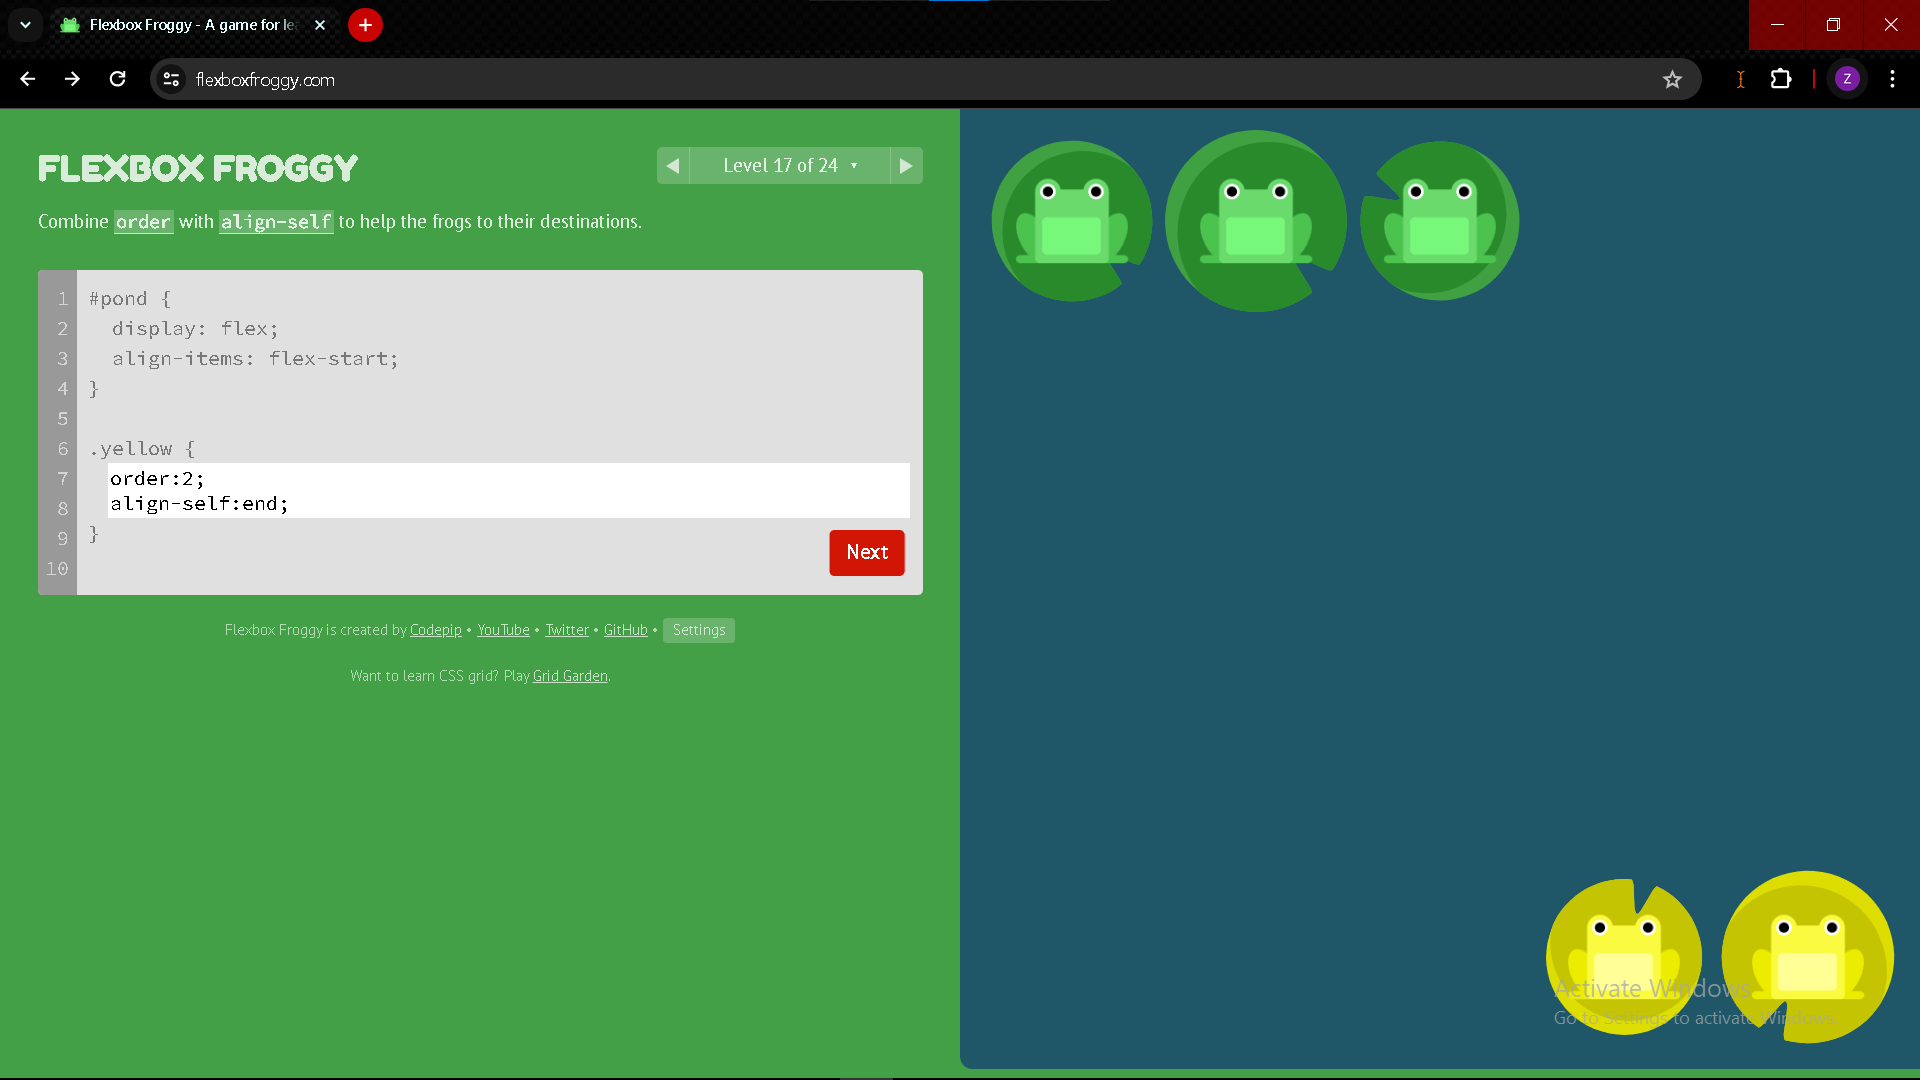 Flexbox Froggy - A game for le
flexboxfroggy.com
Z
FLEXBOX FROGGY
Level 17 of 24 ▾
Combine order with align-self to help the frogs to their destinations.
1 #pond {
2 display: flex;
3 align-items: flex-start;
4 }
5
6 .yellow {
7 order:2;
8 align-self:end;
9 }
10
Next
Flexbox Froggy is created by Codepip • YouTube • Twitter • GitHub • Settings
Want to learn CSS grid? Play Grid Garden.
Activate Windows
Go to Settings to activate Windows.